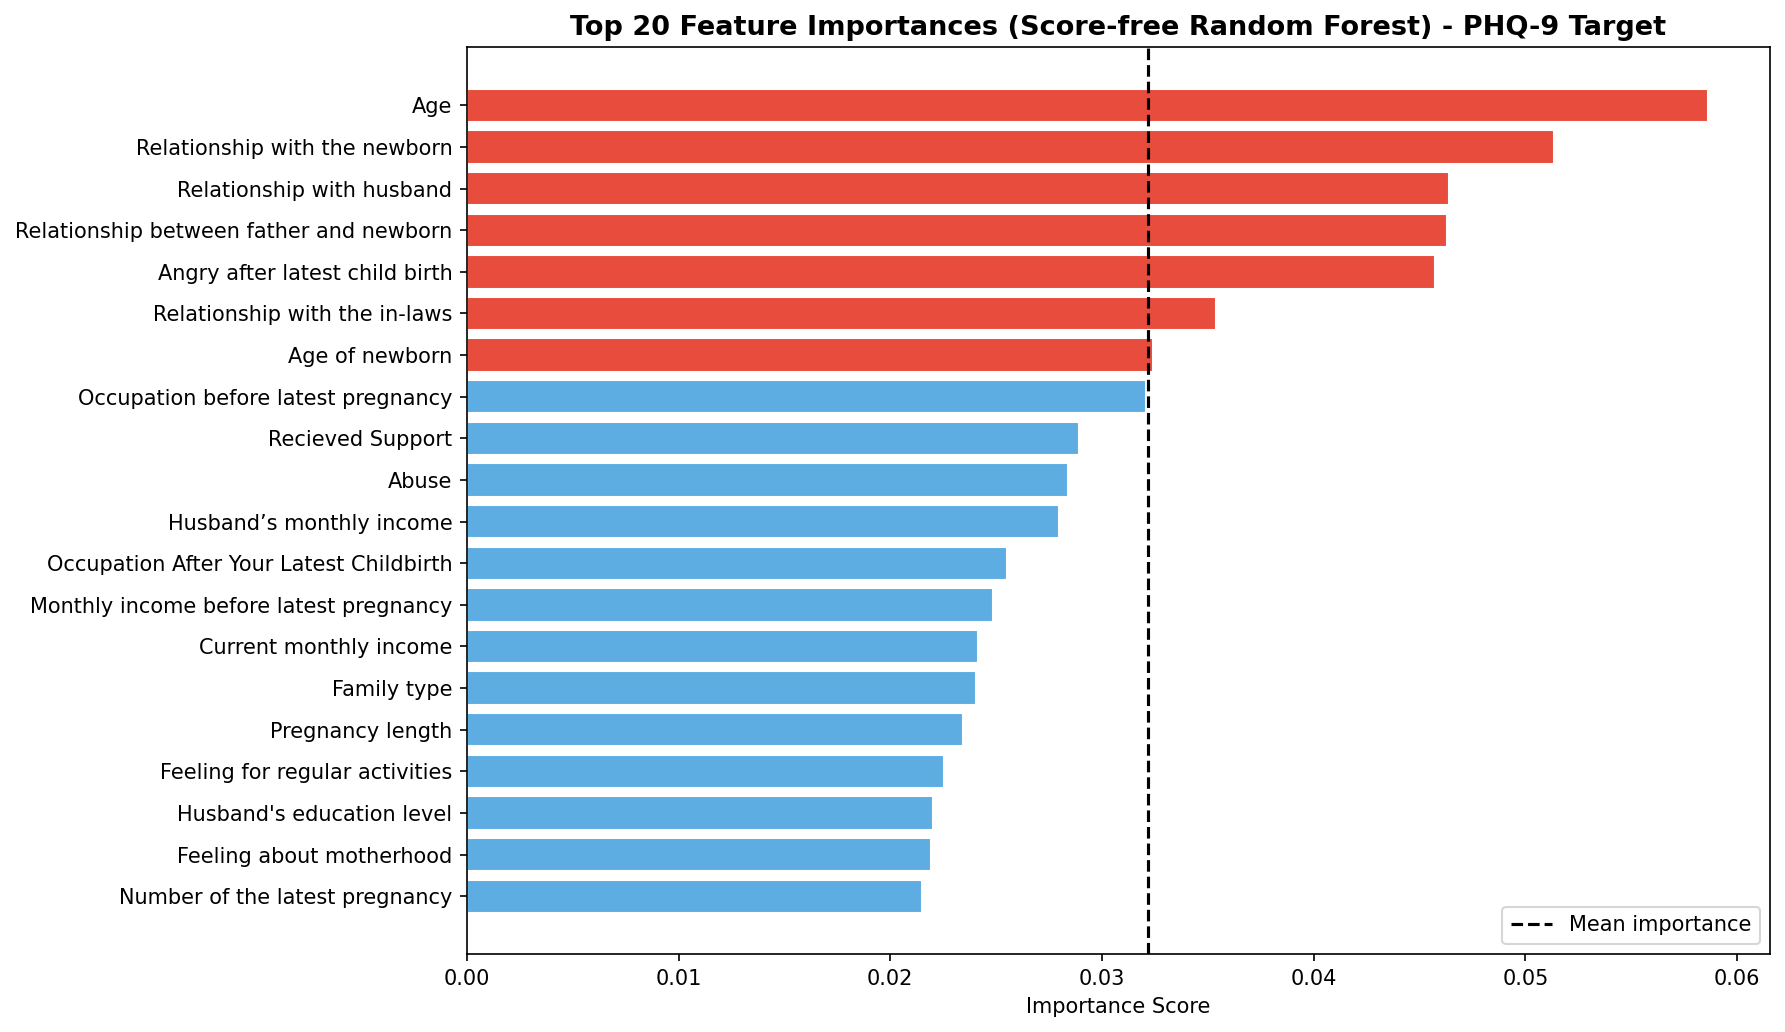 Top 20 Feature Importances (Score-free Random Forest) - PHQ-9 Target
Age
Relationship with the newborn
Relationship with husband
Relationship between father and newborn
Angry after latest child birth
Relationship with the in-laws
Age of newborn
Occupation before latest pregnancy
Recieved Support
Abuse
Husband’s monthly income
Occupation After Your Latest Childbirth
Monthly income before latest pregnancy
Current monthly income
Family type
Pregnancy length
Feeling for regular activities
Husband's education level
Feeling about motherhood
Number of the latest pregnancy
Mean importance
0.00 0.01 0.02 0.03 0.04 0.05 0.06
Importance Score